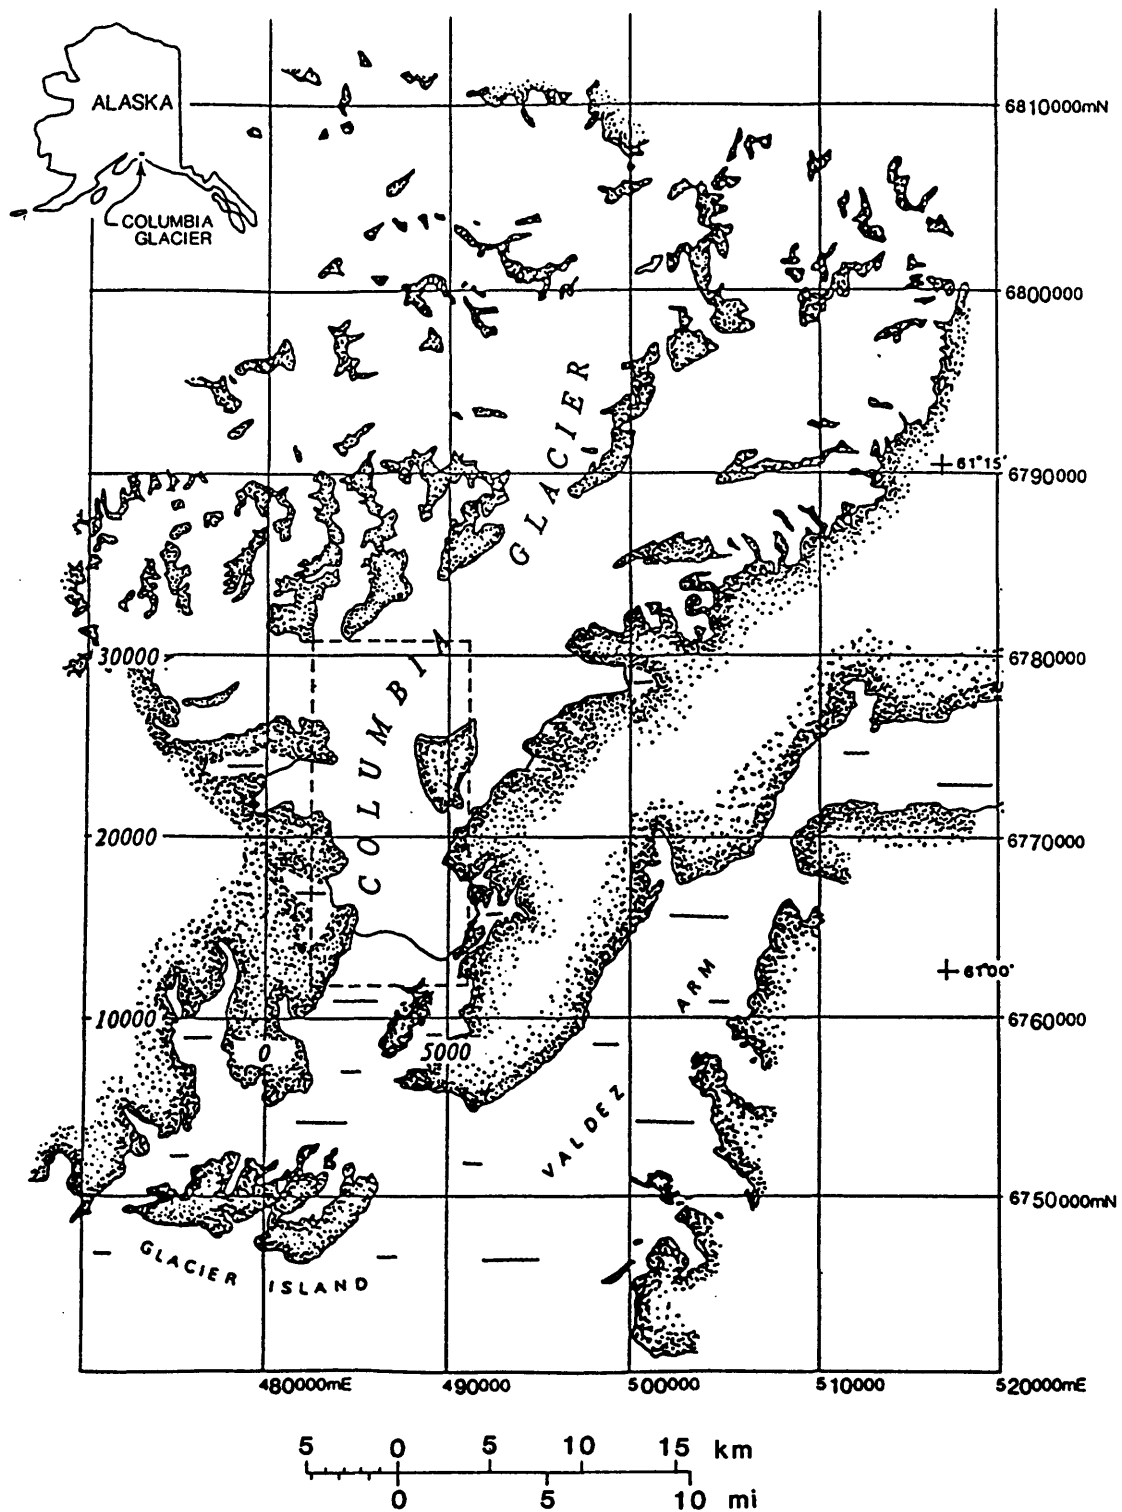 ALASKA
COLUMBIA
GLACIER
6810000mN
6800000
61°15'
6790000
GLACIER
30000
6780000
COLUMBIA
20000
6770000
61°00'
ARM
10000
6760000
0
5000
VALDEZ
6750000mN
GLACIER ISLAND
480000mE
490000
500000
510000
520000mE
5 0 5 10 15 km
0 5 10 mi